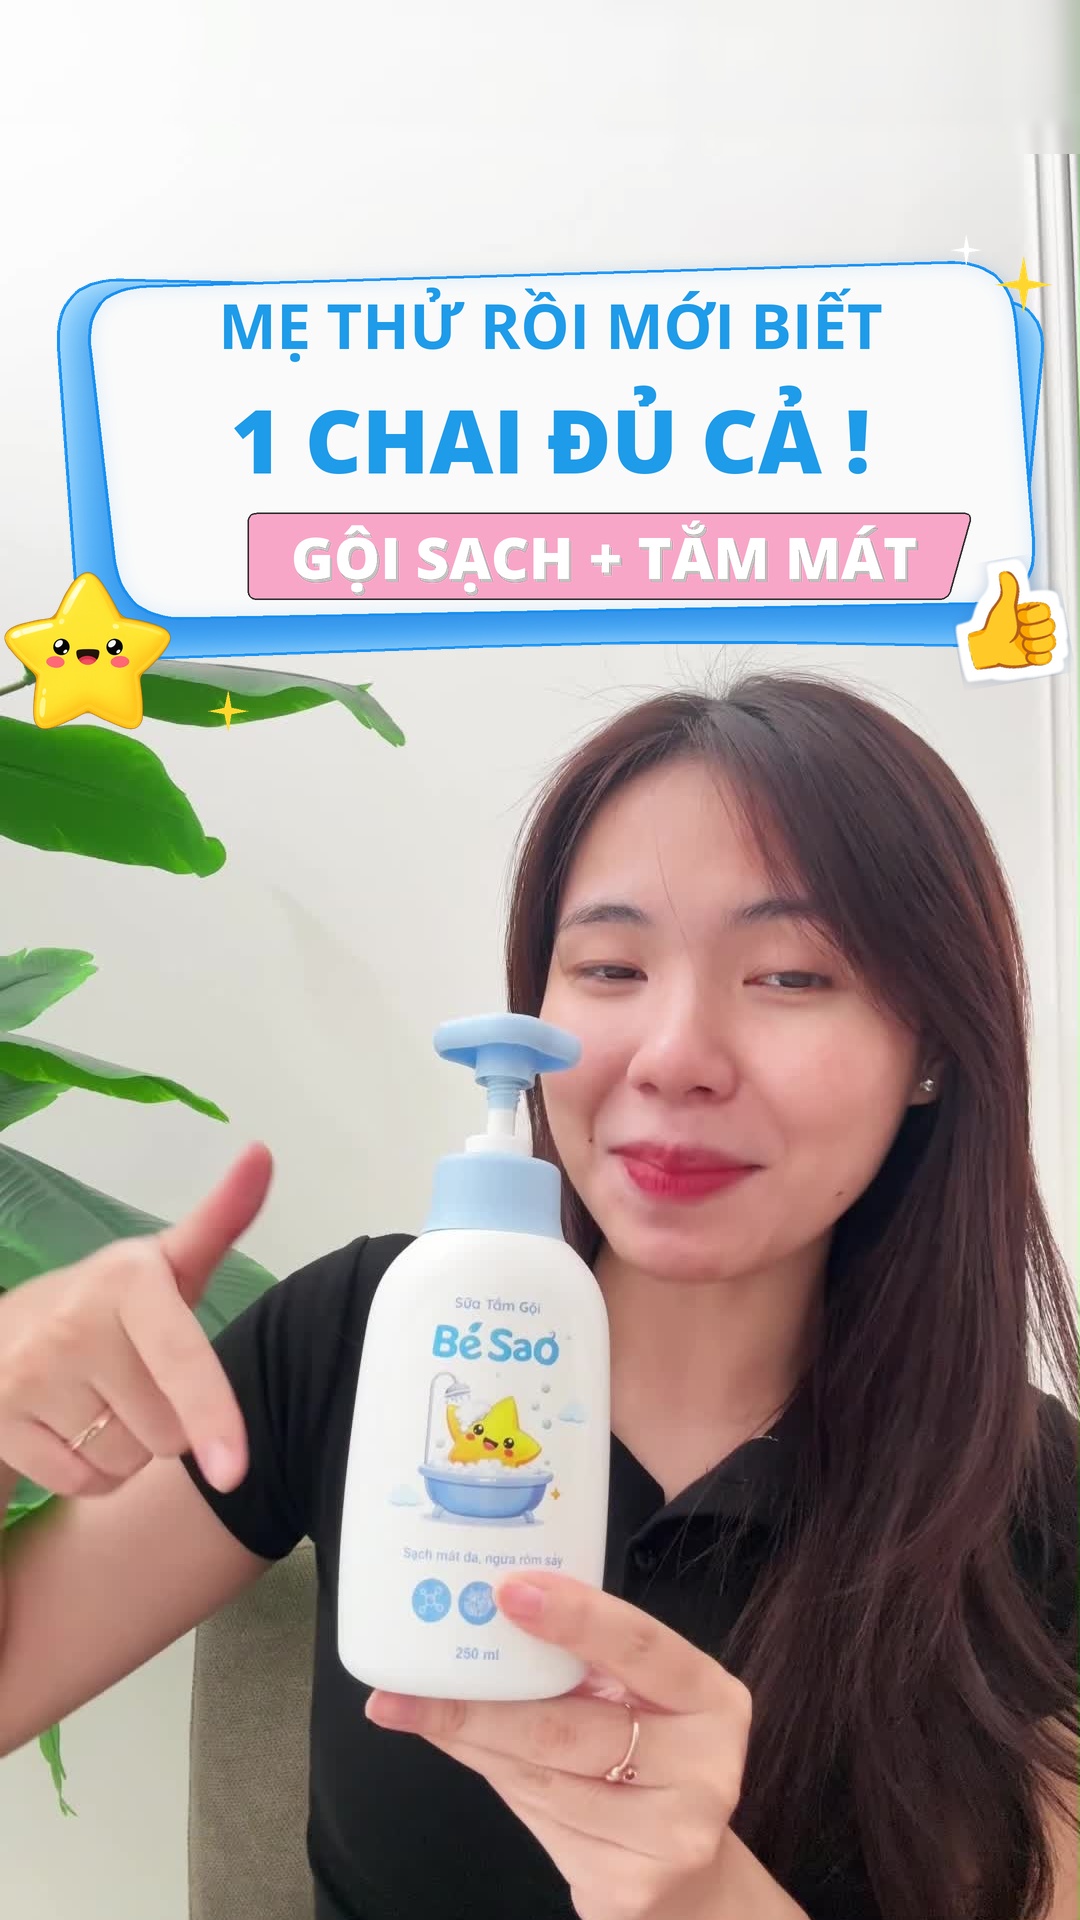 MẸ THỬ RỒI MỚI BIẾT
1 CHAI ĐỦ CẢ !
GỘI SẠCH + TẮM MÁT
Sữa Tắm Gội
Bé Sao
Sạch mát da, ngừa rôm sảy
250 ml